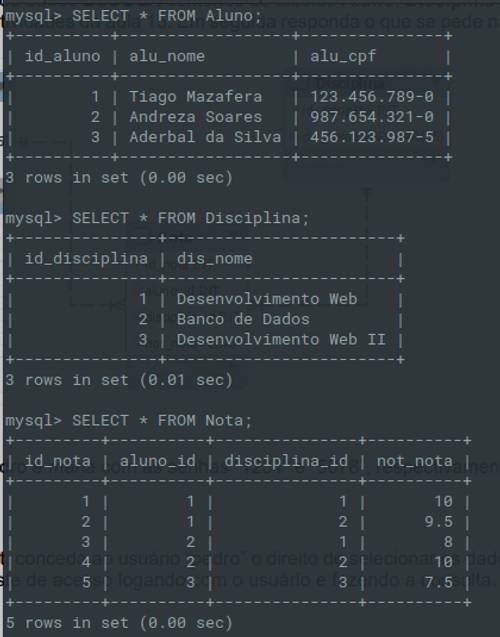 mysql> SELECT * FROM Aluno;
+----------+------------------+-------------+
| id_aluno | alu_nome         | alu_cpf       |
+----------+------------------+-------------+
|        1 | Tiago Mazafera   | 123.456.789-0 |
|        2 | Andreza Soares   | 987.654.321-0 |
|        3 | Aderbal da Silva | 456.123.987-5 |
+----------+------------------+-------------+
3 rows in set (0.00 sec)
mysql> SELECT * FROM Disciplina;
+---------------+-----------------------+
| id_disciplina | dis_nome              |
+---------------+-----------------------+
|             1 | Desenvolvimento Web   |
|             2 | Banco de Dados        |
|             3 | Desenvolvimento Web II |
+---------------+-----------------------+
3 rows in set (0.01 sec)
mysql> SELECT * FROM Nota;
+---------+----------+---------------+----------+
| id_nota | aluno_id | disciplina_id | not_nota |
+---------+----------+---------------+----------+
|       1 |        1 |             1 |       10 |
|       2 |        1 |             2 |      9.5 |
|       3 |        2 |             1 |        8 |
|       4 |        2 |             2 |       10 |
|       5 |        3 |             3 |      7.5 |
+---------+----------+---------------+----------+
5 rows in set (0.00 sec)